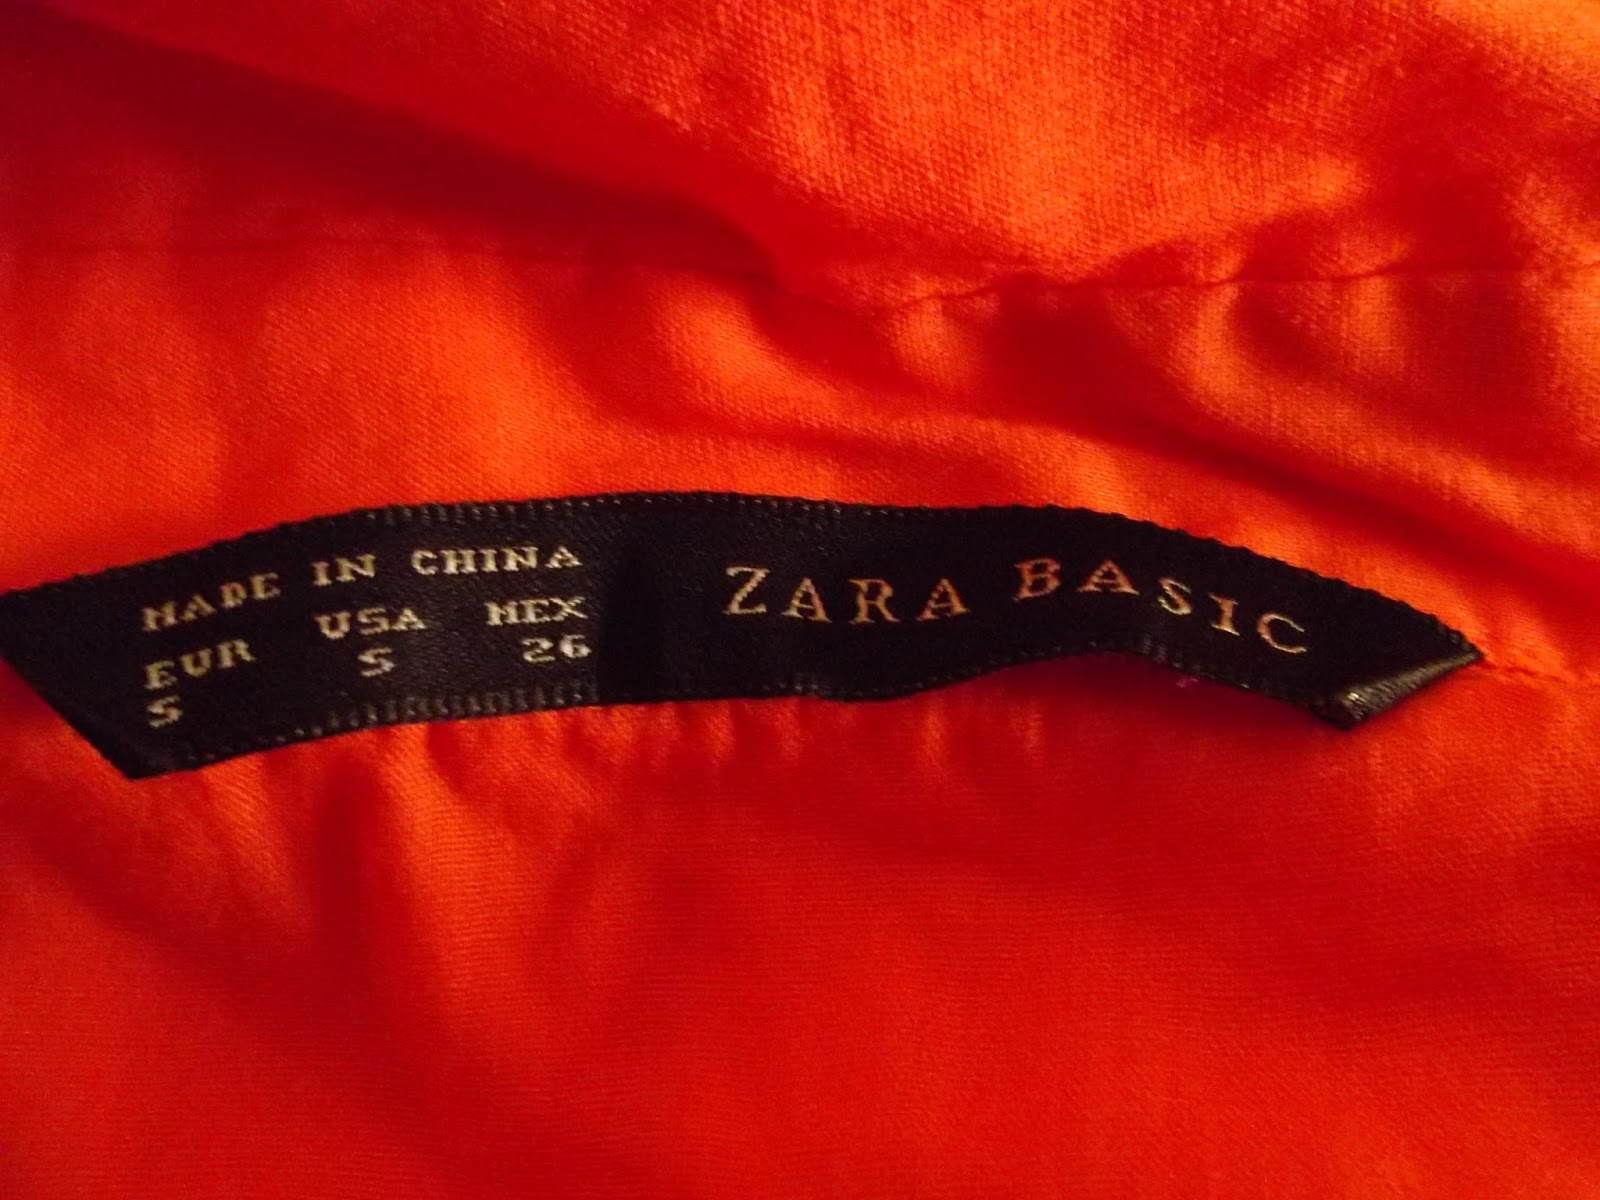 MADE IN CHINA
EUR USA MEX
S S 26
ZARA BASIC